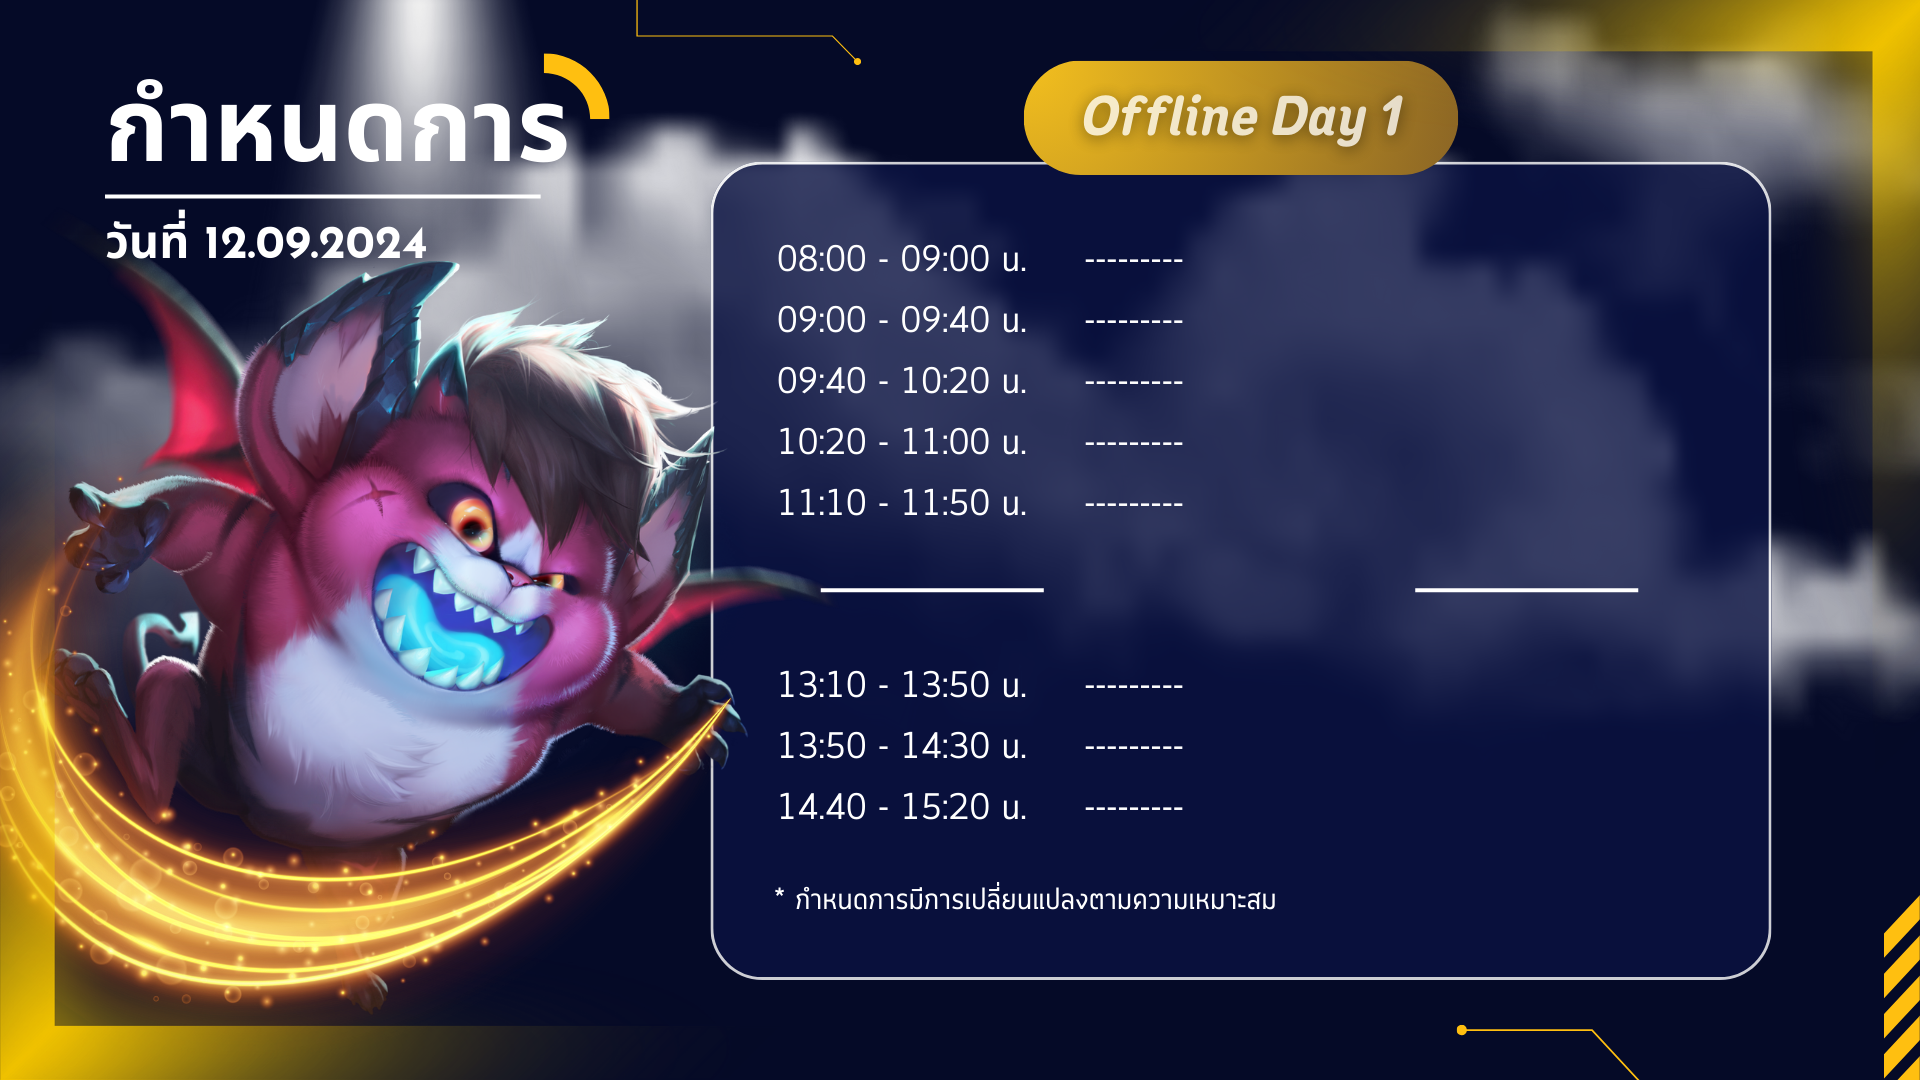 กำหนดการ
วันที่ 12.09.2024
Offline Day 1
08:00 - 09:00 น. ---------
09:00 - 09:40 น. ---------
09:40 - 10:20 น. ---------
10:20 - 11:00 น. ---------
11:10 - 11:50 น. ---------
13:10 - 13:50 น. ---------
13:50 - 14:30 น. ---------
14.40 - 15:20 น. ---------
* กำหนดการมีการเปลี่ยนแปลงตามความเหมาะสม